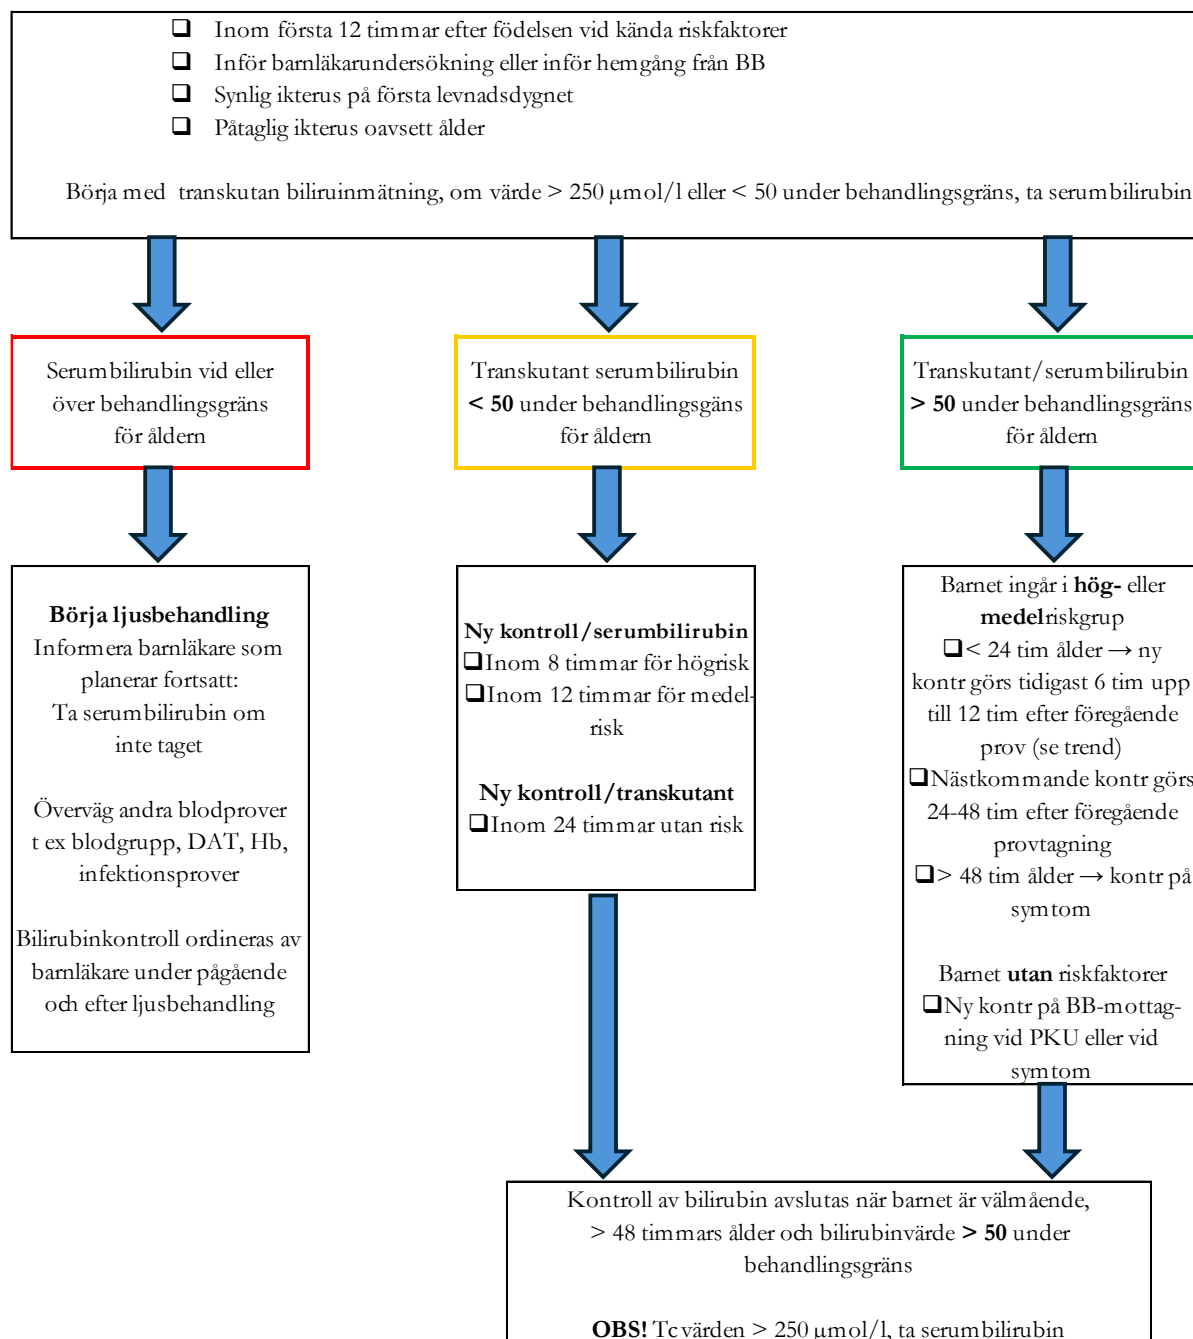 ❑ Inom första 12 timmar efter födelsen vid kända riskfaktorer
❑ Inför barnläkarundersökning eller inför hemgång från BB
❑ Synlig ikterus på första levnadsdygnet
❑ Påtaglig ikterus oavsett ålder
Börja med transkutan biliruinmätning, om värde > 250 µmol/l eller < 50 under behandlingsgräns, ta serumbilirubin
Serumbilirubin vid eller
över behandlingsgräns
för åldern
Transkutant serumbilirubin
< 50 under behandlingsgäns
för åldern
Transkutant/serumbilirubin
> 50 under behandlingsgräns
för åldern
Börja ljusbehandling
Informera barnläkare som
planerar fortsatt:
Ta serumbilirubin om
inte taget
Överväg andra blodprover
t ex blodgrupp, DAT, Hb,
infektionsprover
Bilirubinkontroll ordineras av
barnläkare under pågående
och efter ljusbehandling
Ny kontroll/serumbilirubin
❑Inom 8 timmar för högrisk
❑Inom 12 timmar för medel-
risk
Ny kontroll/transkutant
❑Inom 24 timmar utan risk
Barnet ingår i hög- eller
medelriskgrup
❑< 24 tim ålder → ny
kontr görs tidigast 6 tim upp
till 12 tim efter föregående
prov (se trend)
❑Nästkommande kontr görs
24-48 tim efter föregående
provtagning
❑> 48 tim ålder → kontr på
symtom
Barnet utan riskfaktorer
❑Ny kontr på BB-mottag-
ning vid PKU eller vid
symtom
Kontroll av bilirubin avslutas när barnet är välmående,
> 48 timmars ålder och bilirubinvärde > 50 under
behandlingsgräns
OBS! Tc värden > 250 µmol/l, ta serumbilirubin